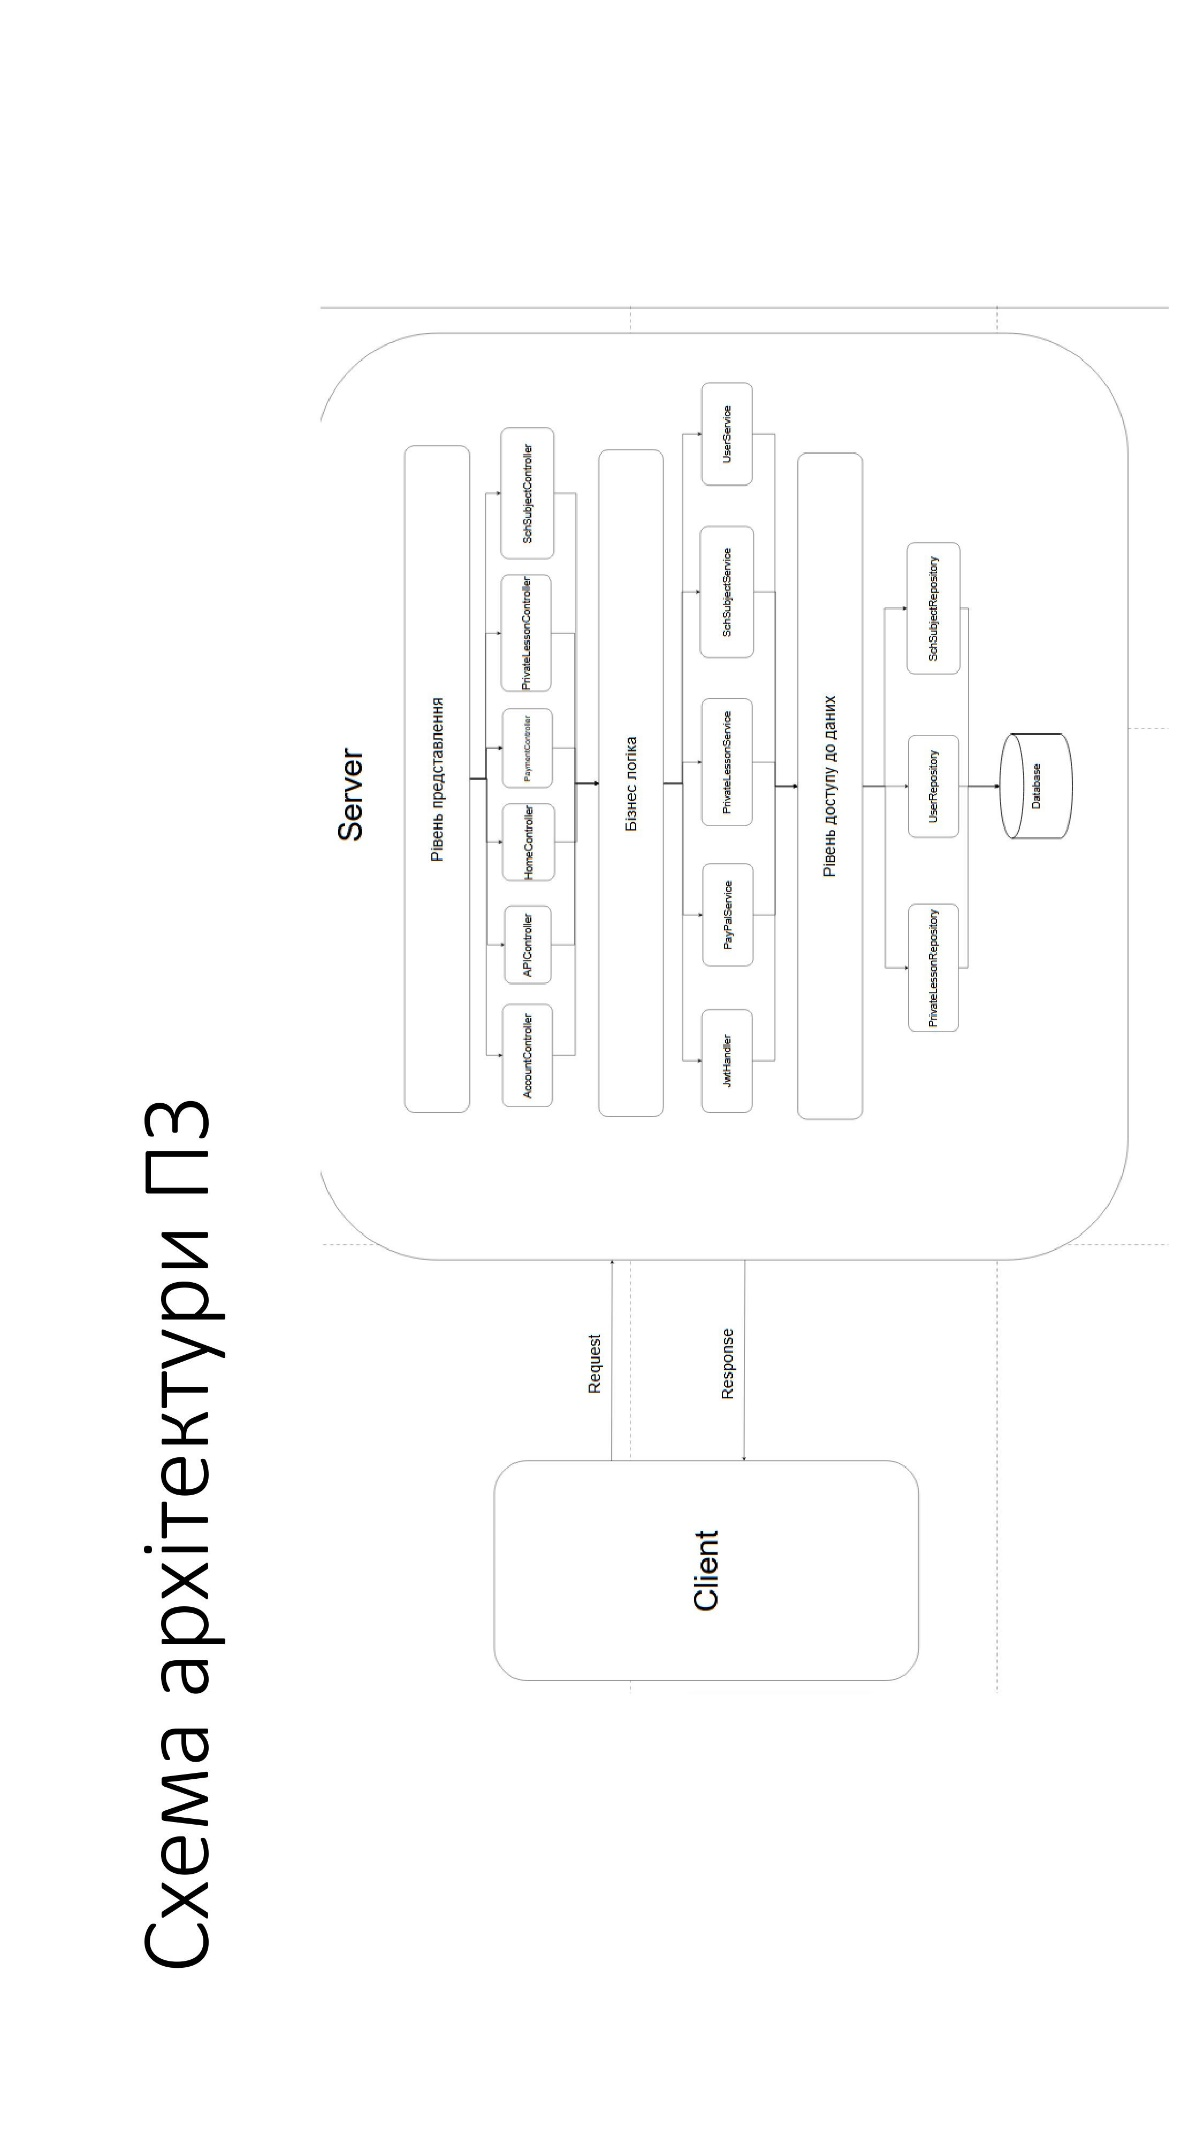 Схема архітектури ПЗ
Server
Рівень представлення
AccountController
APIController
HomeController
PaymentController
PrivateLessonController
SchSubjectController
Бізнес логіка
JwtHandler
PayPalService
PrivateLessonService
SchSubjectService
UserService
Рівень доступу до даних
PrivateLessonRepository
UserRepository
SchSubjectRepository
Database
Request
Response
Client